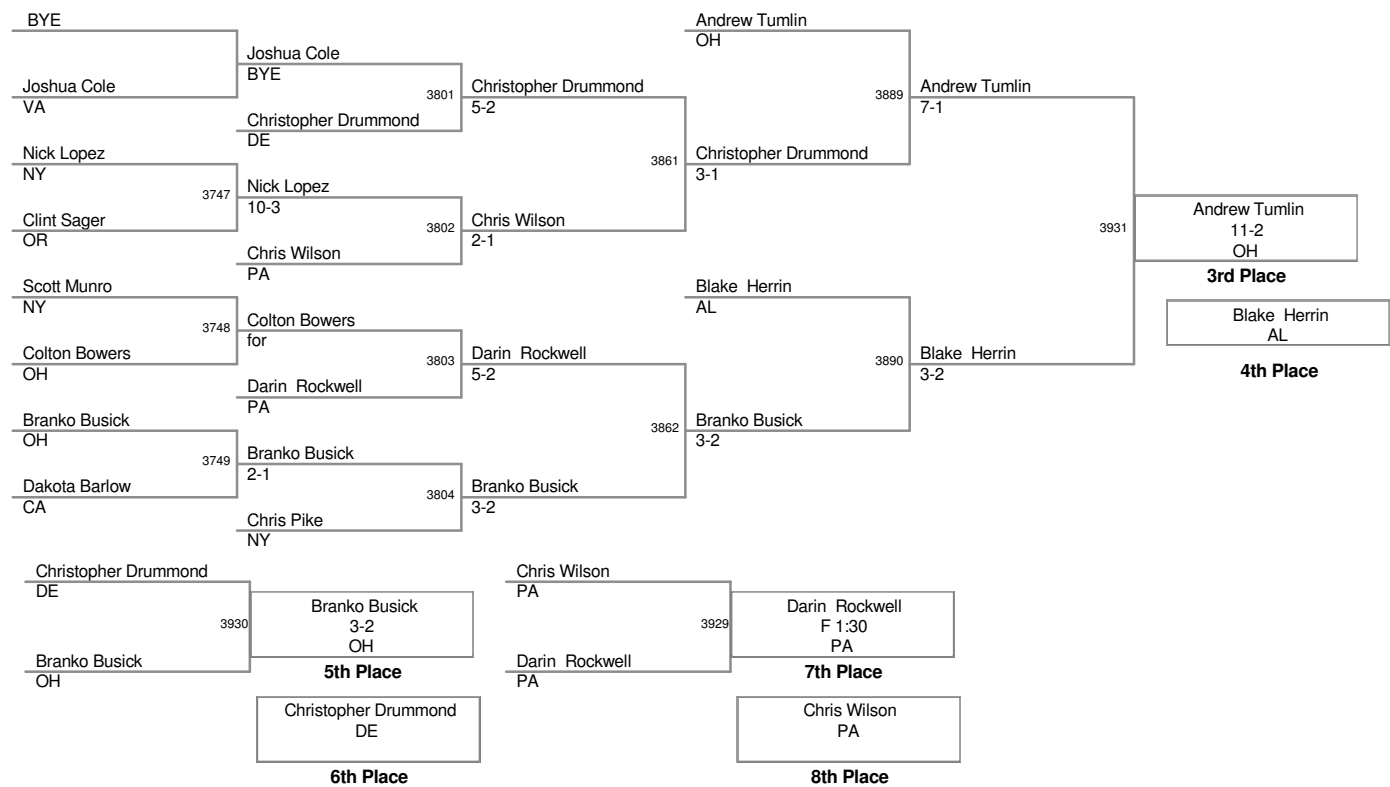 BYE
Joshua Cole
VA
Nick Lopez
NY
Clint Sager
OR
Scott Munro
NY
Colton Bowers
OH
Branko Busick
OH
Dakota Barlow
CA
3747
3748
3749
Joshua Cole
BYE
Christopher Drummond
DE
Nick Lopez
10-3
Chris Wilson
PA
Colton Bowers
for
Darin Rockwell
PA
Branko Busick
2-1
Chris Pike
NY
3801
3802
3803
3804
Christopher Drummond
5-2
Chris Wilson
2-1
Darin Rockwell
5-2
Branko Busick
3-2
3861
3862
Andrew Tumlin
OH
Christopher Drummond
3-1
Blake Herrin
AL
Branko Busick
3-2
3889
3890
Andrew Tumlin
7-1
Blake Herrin
3-2
3931
Andrew Tumlin
11-2
OH
3rd Place
Blake Herrin
AL
4th Place
Christopher Drummond
DE
Branko Busick
OH
3930
Branko Busick
3-2
OH
5th Place
Christopher Drummond
DE
6th Place
Chris Wilson
PA
Darin Rockwell
PA
3929
Darin Rockwell
F 1:30
PA
7th Place
Chris Wilson
PA
8th Place